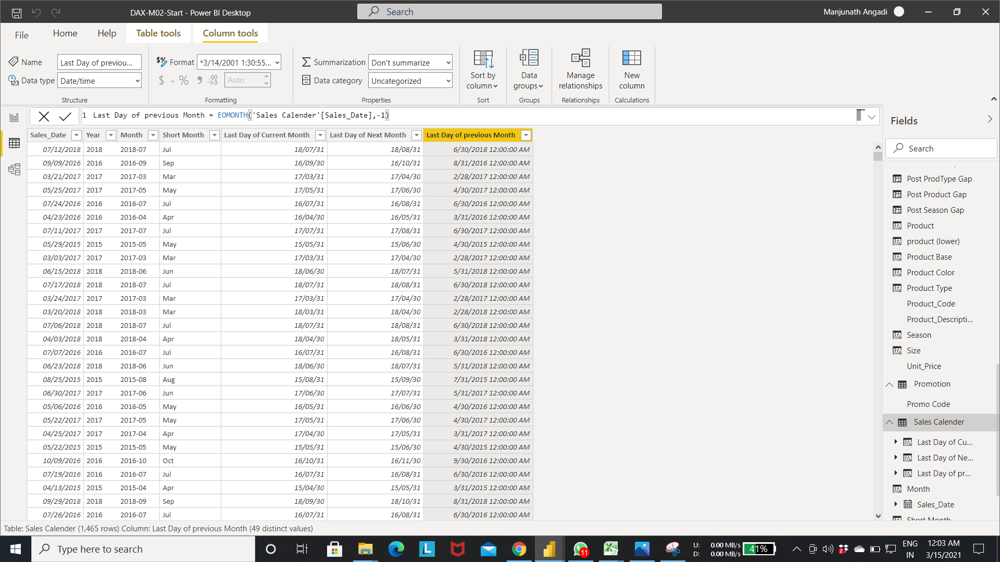 DAX-M02-Start - Power BI Desktop
Search
Manjunath Angadi
File
Home
Help
Table tools
Column tools
Name
Last Day of previou...
Data type
Date/time
Structure
Format
*3/14/2001 1:30:55...
$
%
Auto
Formatting
Summarization
Don't summarize
Data category
Uncategorized
Properties
Sort by
column
Sort
Data
groups
Groups
Manage
relationships
Relationships
New
column
Calculations
1 Last Day of previous Month = EOMONTH('Sales Calender'[Sales_Date],-1)
Sales_Date Year Month Short Month Last Day of Current Month Last Day of Next Month Last Day of previous Month
07/12/2018 2018 2018-07 Jul 18/07/31 18/08/31 6/30/2018 12:00:00 AM
09/09/2016 2016 2016-09 Sep 16/09/30 16/10/31 8/31/2016 12:00:00 AM
03/21/2017 2017 2017-03 Mar 17/03/31 17/04/30 2/28/2017 12:00:00 AM
05/25/2017 2017 2017-05 May 17/05/31 17/06/30 4/30/2017 12:00:00 AM
07/24/2016 2016 2016-07 Jul 16/07/31 16/08/31 6/30/2016 12:00:00 AM
04/23/2016 2016 2016-04 Apr 16/04/30 16/05/31 3/31/2016 12:00:00 AM
07/11/2017 2017 2017-07 Jul 17/07/31 17/08/31 6/30/2017 12:00:00 AM
05/29/2015 2015 2015-05 May 15/05/31 15/06/30 4/30/2015 12:00:00 AM
03/03/2017 2017 2017-03 Mar 17/03/31 17/04/30 2/28/2017 12:00:00 AM
06/15/2018 2018 2018-06 Jun 18/06/30 18/07/31 5/31/2018 12:00:00 AM
07/17/2018 2018 2018-07 Jul 18/07/31 18/08/31 6/30/2018 12:00:00 AM
03/24/2017 2017 2017-03 Mar 17/03/31 17/04/30 2/28/2017 12:00:00 AM
03/20/2018 2018 2018-03 Mar 18/03/31 18/04/30 2/28/2018 12:00:00 AM
07/06/2018 2018 2018-07 Jul 18/07/31 18/08/31 6/30/2018 12:00:00 AM
04/03/2018 2018 2018-04 Apr 18/04/30 18/05/31 3/31/2018 12:00:00 AM
07/07/2016 2016 2016-07 Jul 16/07/31 16/08/31 6/30/2016 12:00:00 AM
06/23/2018 2018 2018-06 Jun 18/06/30 18/07/31 5/31/2018 12:00:00 AM
08/25/2015 2015 2015-08 Aug 15/08/31 15/09/30 7/31/2015 12:00:00 AM
06/30/2017 2017 2017-06 Jun 17/06/30 17/07/31 5/31/2017 12:00:00 AM
05/06/2016 2016 2016-05 May 16/05/31 16/06/30 4/30/2016 12:00:00 AM
05/22/2017 2017 2017-05 May 17/05/31 17/06/30 4/30/2017 12:00:00 AM
04/25/2017 2017 2017-04 Apr 17/04/30 17/05/31 3/31/2017 12:00:00 AM
05/22/2015 2015 2015-05 May 15/05/31 15/06/30 4/30/2015 12:00:00 AM
10/09/2016 2016 2016-10 Oct 16/10/31 16/11/30 9/30/2016 12:00:00 AM
07/19/2016 2016 2016-07 Jul 16/07/31 16/08/31 6/30/2016 12:00:00 AM
04/13/2015 2015 2015-04 Apr 15/04/30 15/05/31 3/31/2015 12:00:00 AM
09/29/2018 2018 2018-09 Sep 18/09/30 18/10/31 8/31/2018 12:00:00 AM
07/26/2016 2016 2016-07 Jul 16/07/31 16/08/31 6/30/2016 12:00:00 AM
Fields
Search
Post ProdType Gap
Post Product Gap
Post Season Gap
Product
product (lower)
Product Base
Product Color
Product Type
Product_Code
Product_Descripti...
Season
Size
Unit_Price
Promotion
Promo Code
Sales Calender
Last Day of Cu...
Last Day of Ne...
Last Day of pr...
Month
Sales_Date
Short Month
Table: Sales Calender (1,465 rows) Column: Last Day of previous Month (49 distinct values)
Type here to search
L
11
U: 0.00 MB/s
D: 0.00 MB/s
41%
2
ENG
IN
12:03 AM
3/15/2021